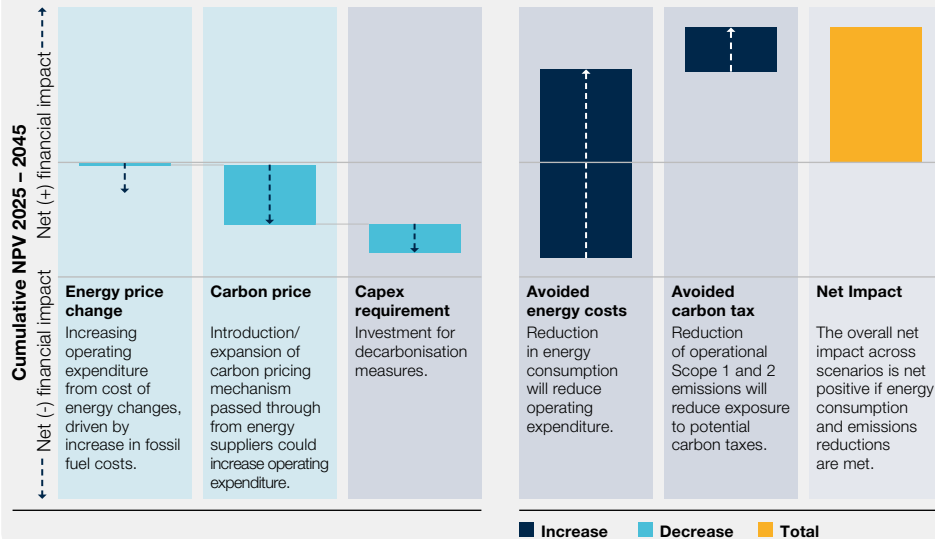 Cumulative NPV 2025 – 2045
Net (-) financial impact
Net (+) financial impact
Energy price
change
Increasing
operating
expenditure
from cost of
energy changes,
driven by
increase in fossil
fuel costs.
Carbon price
Introduction/
expansion of
carbon pricing
mechanism
passed through
from energy
suppliers could
increase operating
expenditure.
Capex
requirement
Investment for
decarbonisation
measures.
Avoided
energy costs
Reduction
in energy
consumption
will reduce
operating
expenditure.
Avoided
carbon tax
Reduction
of operational
Scope 1 and 2
emissions will
reduce exposure
to potential
carbon taxes.
Net Impact
The overall net
impact across
scenarios is net
positive if energy
consumption
and emissions
reductions
are met.
Increase
Decrease
Total